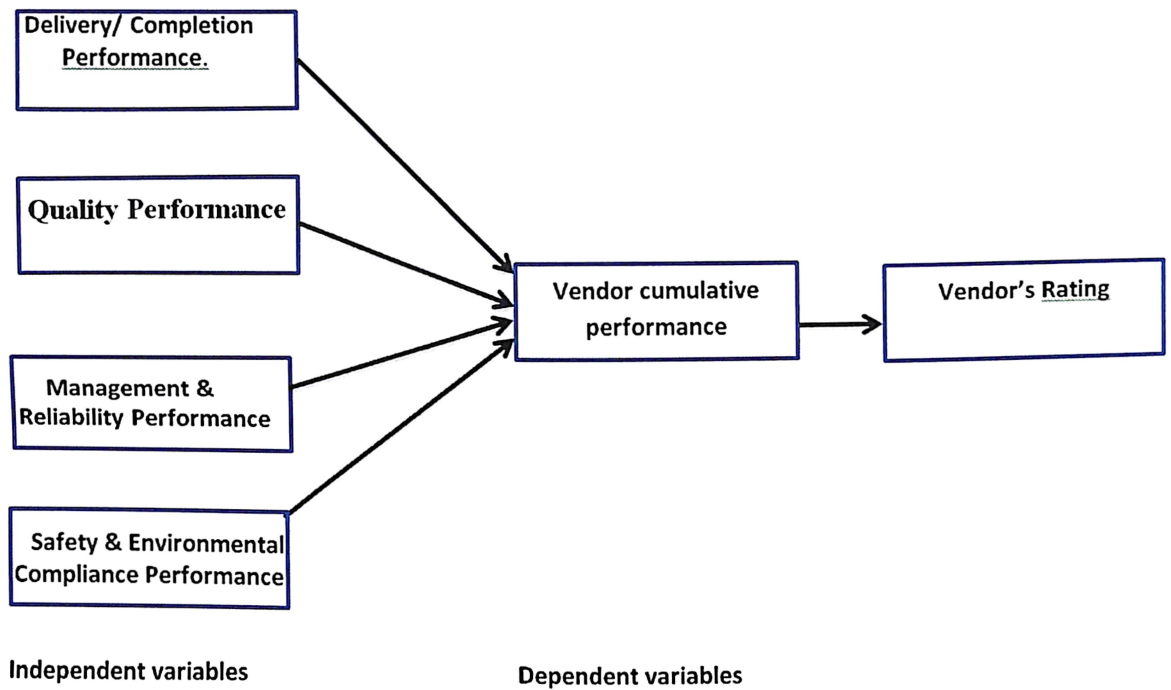 Delivery/ Completion
Performance.
Quality Performance
Management &
Reliability Performance
Safety & Environmental
Compliance Performance
Vendor cumulative
performance
Vendor's Rating
Independent variables
Dependent variables